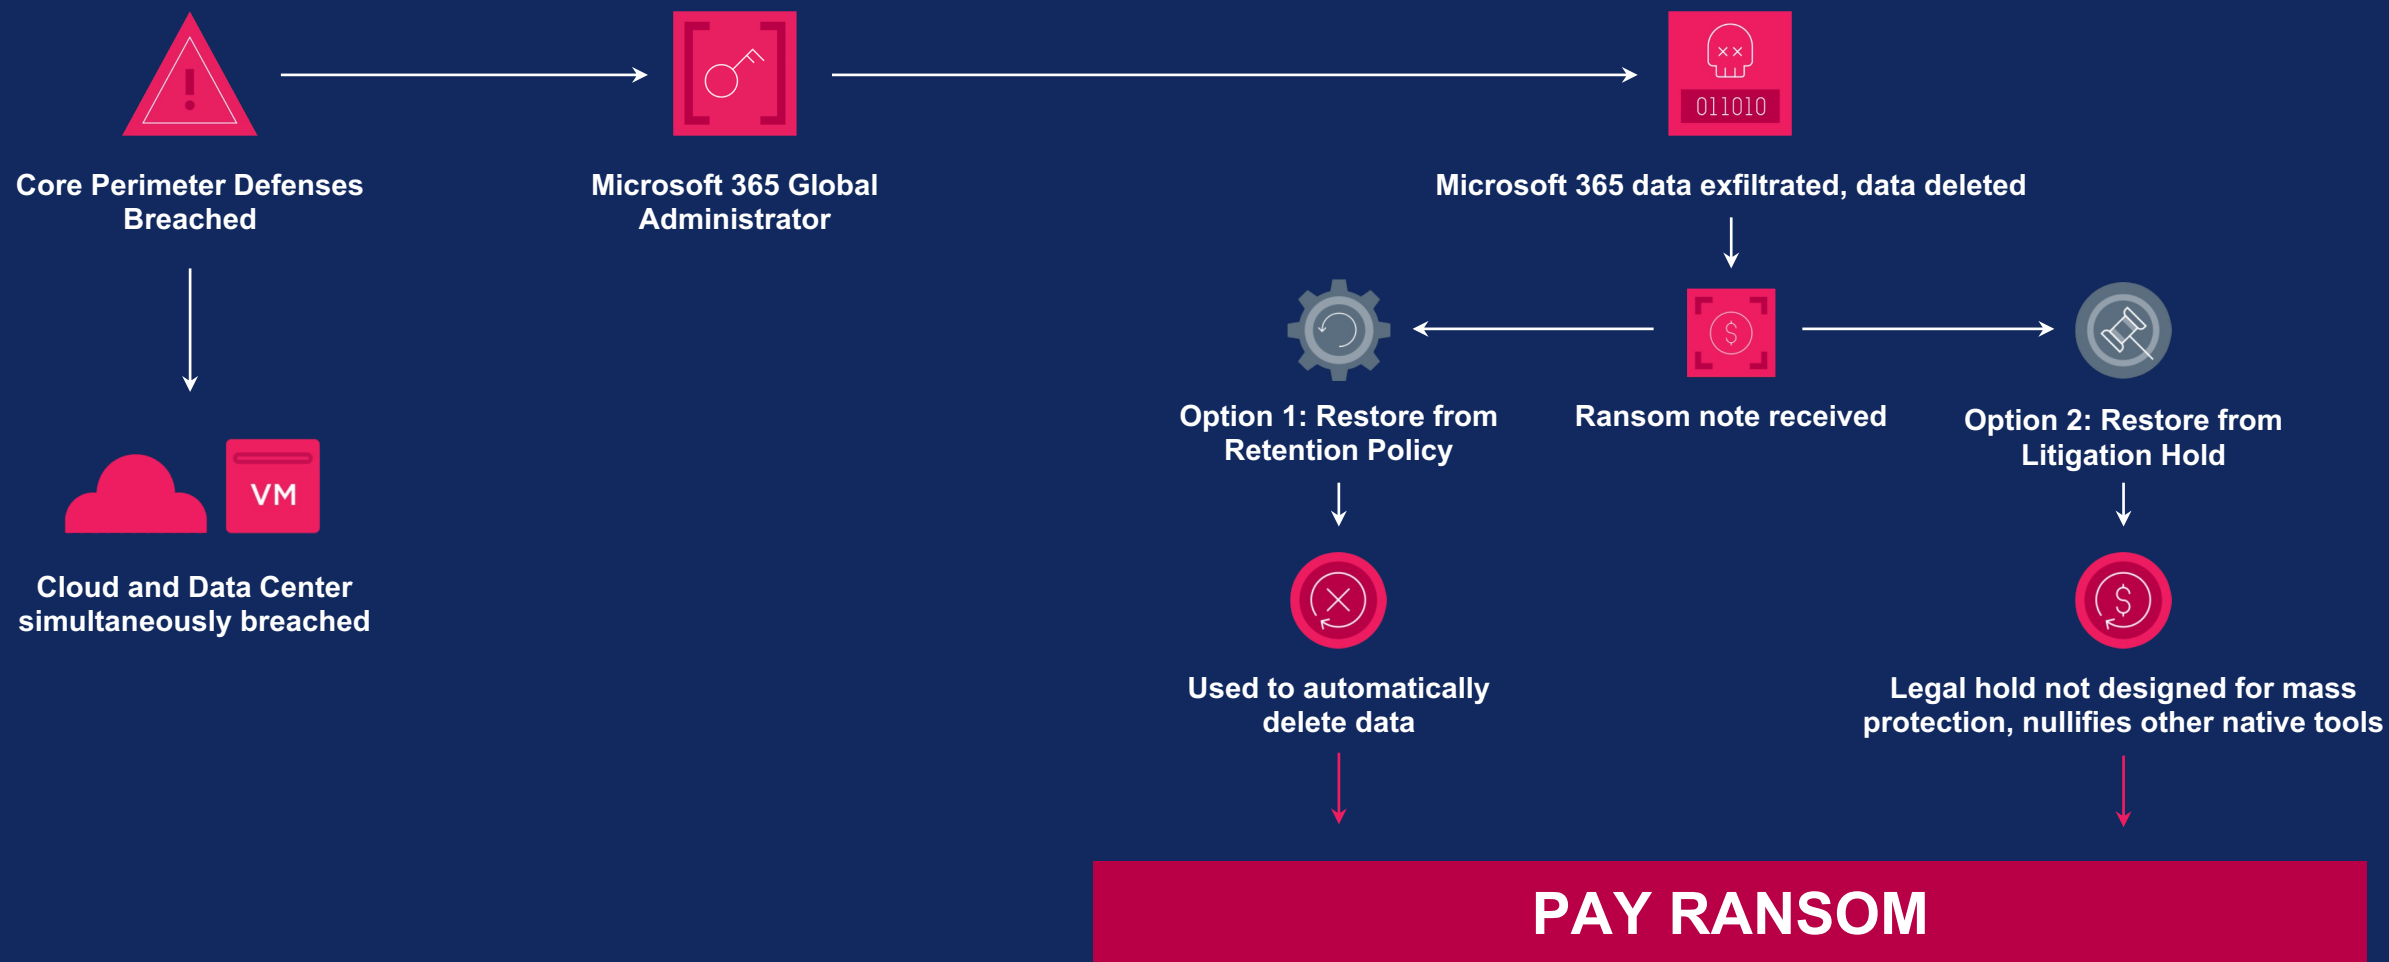 011010
Core Perimeter Defenses
Breached
Microsoft 365 Global
Administrator
Microsoft 365 data exfiltrated, data deleted
$
Option 1: Restore from
Retention Policy
Ransom note received
Option 2: Restore from
Litigation Hold
VM
Cloud and Data Center
simultaneously breached
$
Used to automatically
delete data
Legal hold not designed for mass
protection, nullifies other native tools
PAY RANSOM